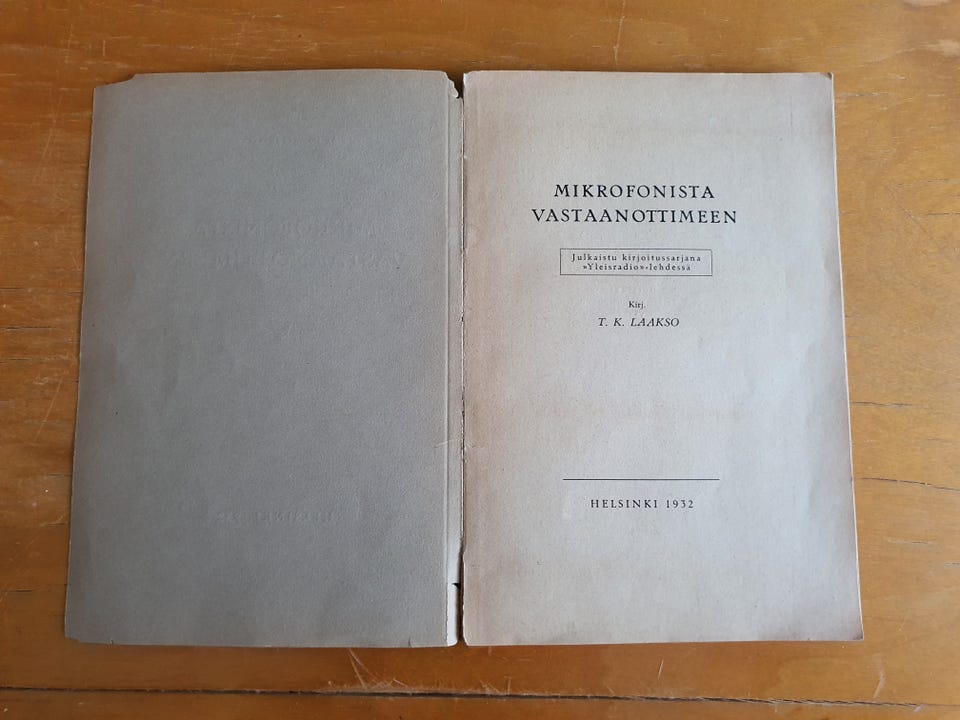 MIKROFONISTA
VASTAANOTTIMEEN
Julkaistu kirjoitussarjana
»Yleisradio»-lehdessä
Kirj.
T. K. LAAKSO
HELSINKI 1932